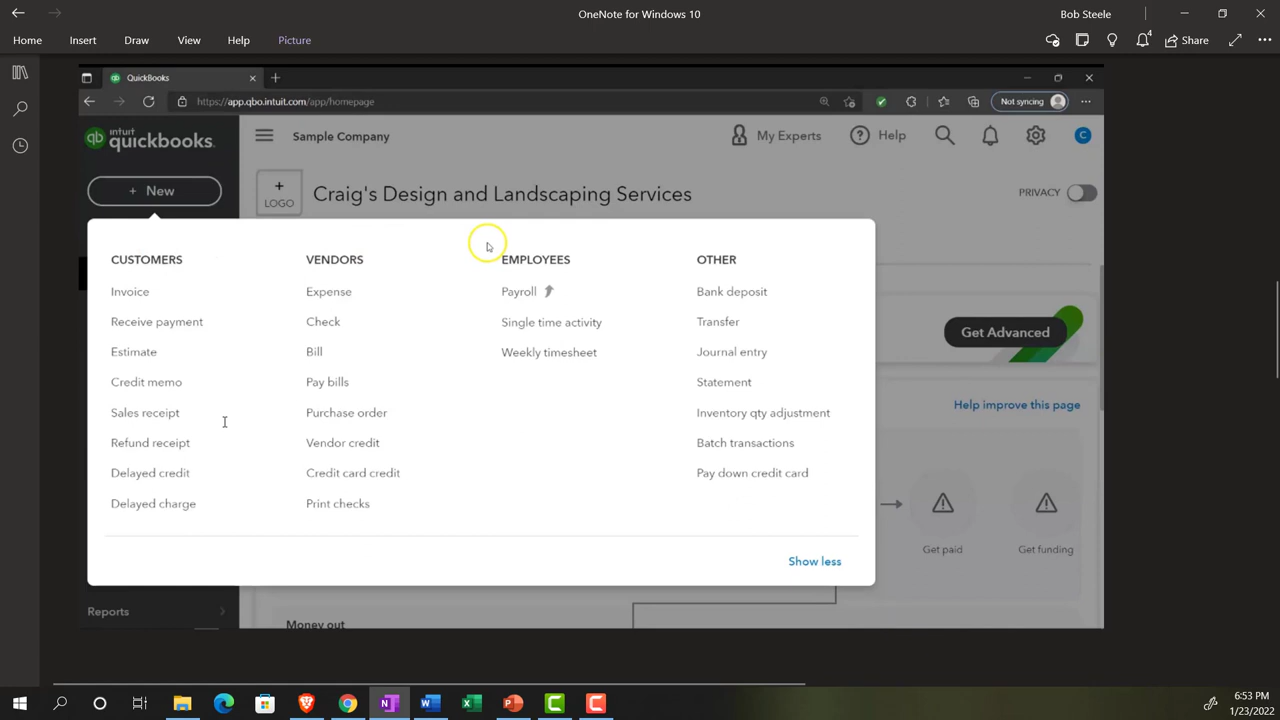 OneNote for Windows 10
Bob Steele
Home
Insert
Draw
View
Help
Picture
4
Share
QuickBooks
https://app.qbo.intuit.com/app/homepage
Not syncing
intuit
qb quickbooks.
Sample Company
My Experts
Help
C
+ New
+
LOGO
Craig's Design and Landscaping Services
PRIVACY
CUSTOMERS
Invoice
Receive payment
Estimate
Credit memo
Sales receipt
Refund receipt
Delayed credit
Delayed charge
VENDORS
Expense
Check
Bill
Pay bills
Purchase order
Vendor credit
Credit card credit
Print checks
EMPLOYEES
Payroll
Single time activity
Weekly timesheet
OTHER
Bank deposit
Transfer
Journal entry
Statement
Inventory qty adjustment
Batch transactions
Pay down credit card
Show less
Get Advanced
Help improve this page
Get paid
Get funding
Reports
Money out
6:53 PM
1/23/2022